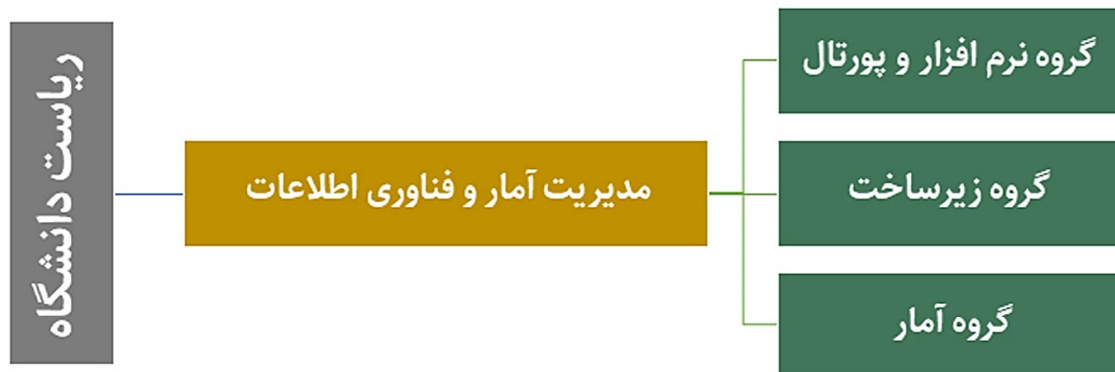 ریاست دانشگاه
مدیریت آمار و فناوری اطلاعات
گروه نرم افزار و پورتال
گروه زیرساخت
گروه آمار